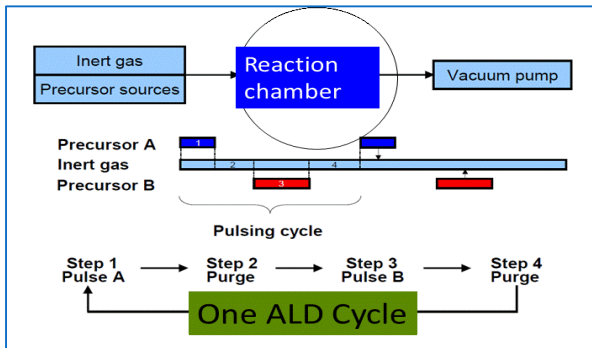 Inert gas
Precursor sources
Reaction
chamber
Vacuum pump
Precursor A
1
Inert gas
2
4
Precursor B
3
Pulsing cycle
Step 1
Pulse A
Step 2
Purge
Step 3
Pulse B
Step 4
Purge
One ALD Cycle